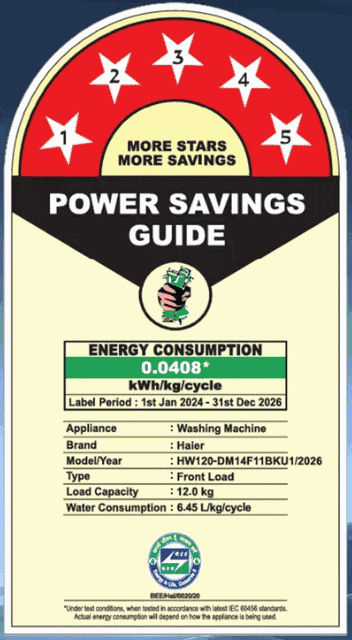 1 2 3 4 5
MORE STARS
MORE SAVINGS
POWER SAVINGS
GUIDE
ENERGY CONSUMPTION
0.0408*
kWh/kg/cycle
Label Period : 1st Jan 2024 - 31st Dec 2026
Appliance : Washing Machine
Brand : Haier
Model/Year : HW120-DM14F11BKU1/2026
Type : Front Load
Load Capacity : 12.0 kg
Water Consumption : 6.45 L/kg/cycle
BEE/Hai/0020/20
*Under test conditions, when tested in accordance with latest IEC 60456 standards.
Actual energy consumption will depend on how the appliance is being used.